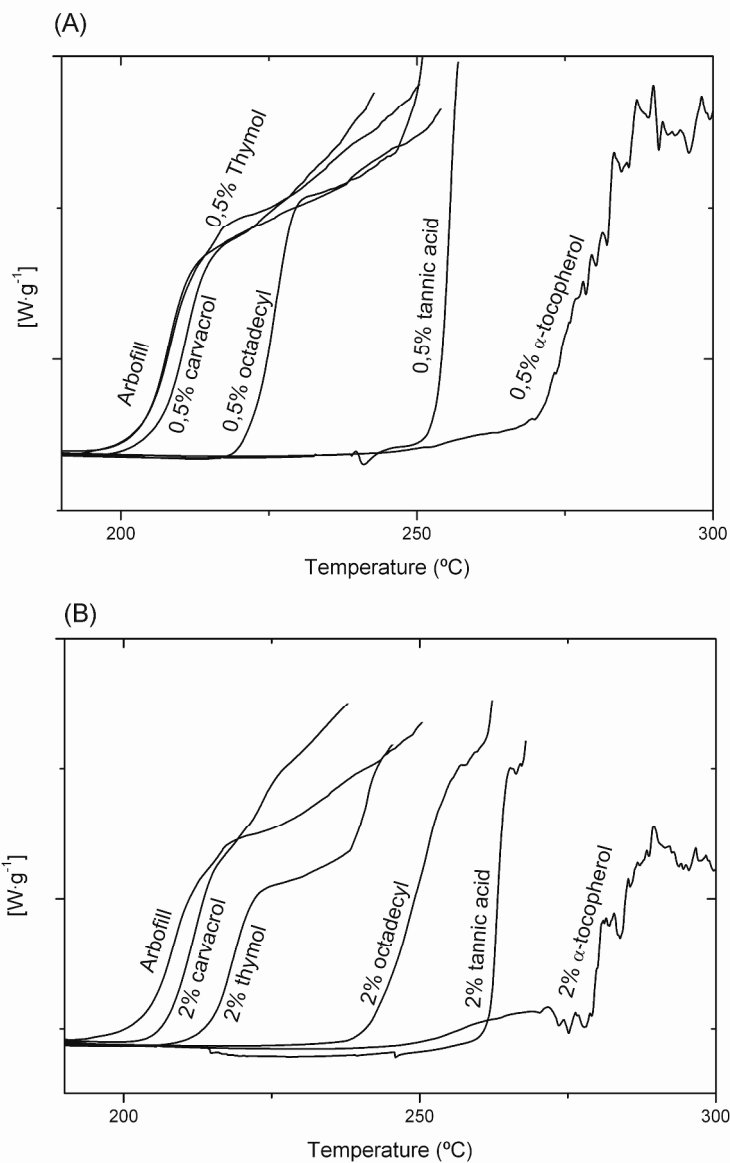 (A)
0,5% Thymol
Arbofill
0,5% carvacrol
0,5% octadecyl
0,5% tannic acid
0,5% α-tocopherol
[W·g⁻¹]
200
250
300
Temperature (ºC)
(B)
Arbofill
2% carvacrol
2% thymol
2% octadecyl
2% tannic acid
2% α-tocopherol
[W·g⁻¹]
200
250
300
Temperature (ºC)